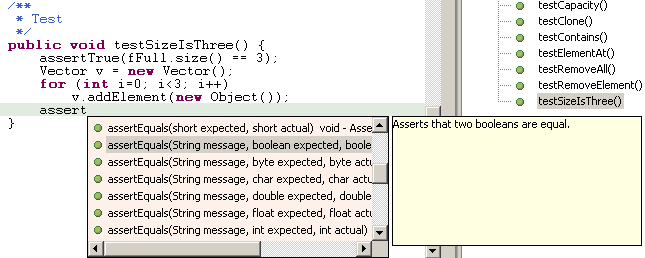 /**
 * Test
 */
public void testSizeIsThree() {
    assertTrue(fFull.size() == 3);
    Vector v = new Vector();
    for (int i=0; i<3; i++)
        v.addElement(new Object());
    assert
}
assertEquals(short expected, short actual)  void - Asse
assertEquals(String message, boolean expected, boole
assertEquals(String message, byte expected, byte actu
assertEquals(String message, char expected, char actu
assertEquals(String message, double expected, double
assertEquals(String message, float expected, float actu
assertEquals(String message, int expected, int actual)
Asserts that two booleans are equal.
testCapacity()
testClone()
testContains()
testElementAt()
testRemoveAll()
testRemoveElement()
testSizeIsThree()